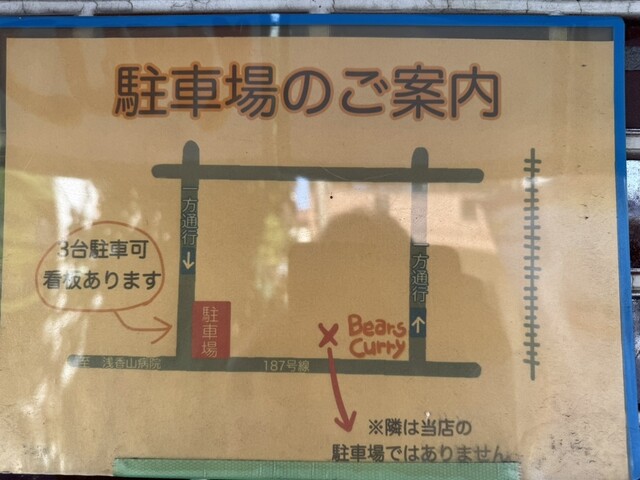 駐車場のご案内
一方通行
↓
一方通行
↑
3台駐車可
看板あります
駐車場
Bears
Curry
至 浅香山病院
187号線
※隣は当店の
駐車場ではありません